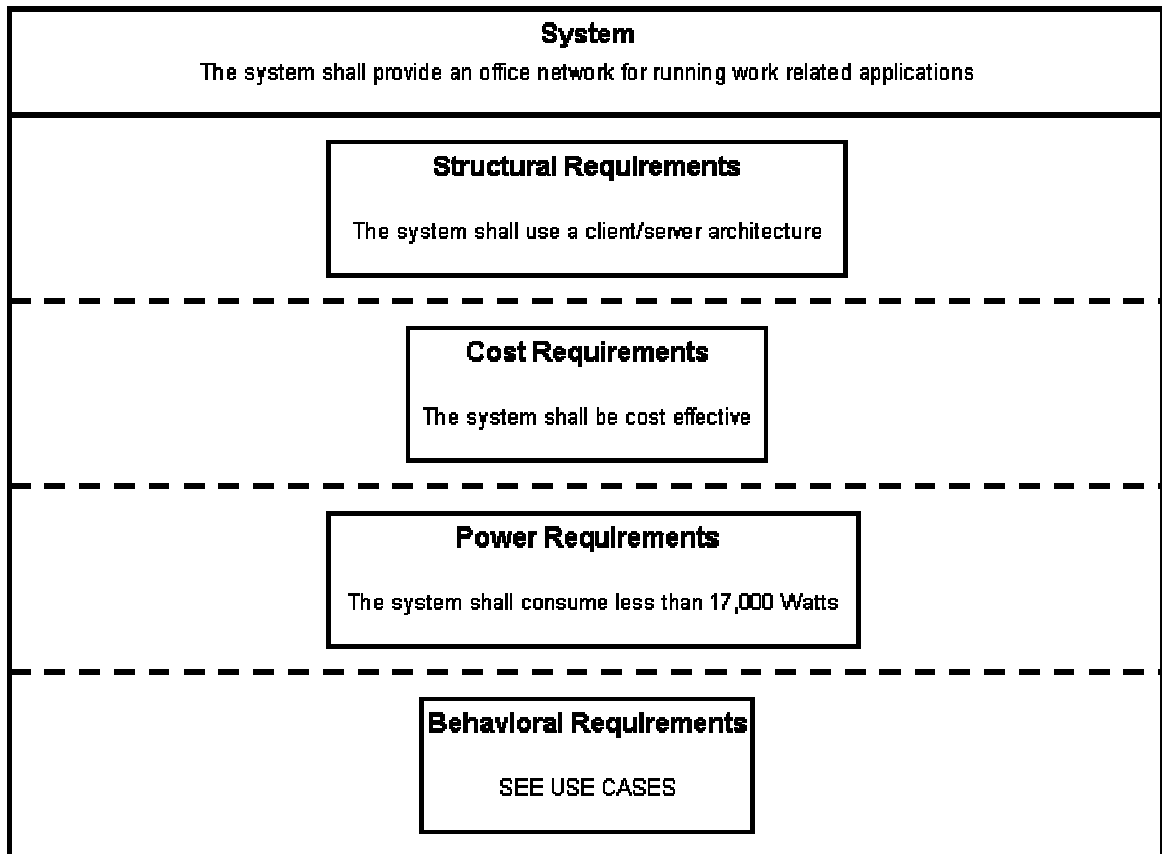 System
The system shall provide an office network for running work related applications
Structural Requirements
The system shall use a client/server architecture
Cost Requirements
The system shall be cost effective
Power Requirements
The system shall consume less than 17,000 Watts
Behavioral Requirements
SEE USE CASES